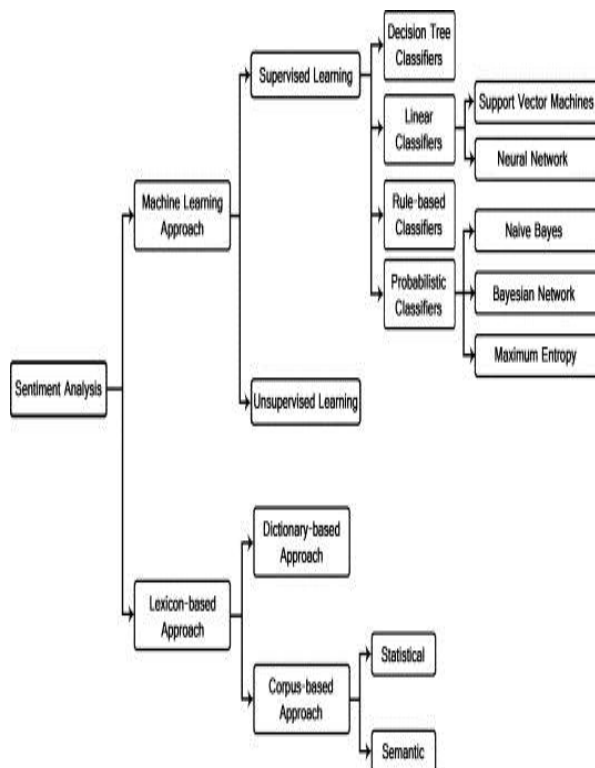 Decision Tree
Classifiers
Supervised Learning
Linear
Classifiers
Support Vector Machines
Neural Network
Machine Learning
Approach
Rule-based
Classifiers
Naive Bayes
Probabilistic
Classifiers
Bayesian Network
Maximum Entropy
Sentiment Analysis
Unsupervised Learning
Dictionary-based
Approach
Lexicon-based
Approach
Statistical
Corpus-based
Approach
Semantic